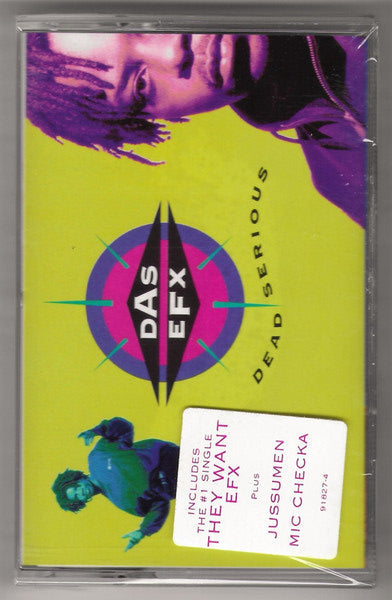 DAS
EFX
DEAD SERIOUS
INCLUDES
THE #1 SINGLE
THEY WANT
EFX
PLUS
JUSSUMEN
MIC CHECKA
91827-4